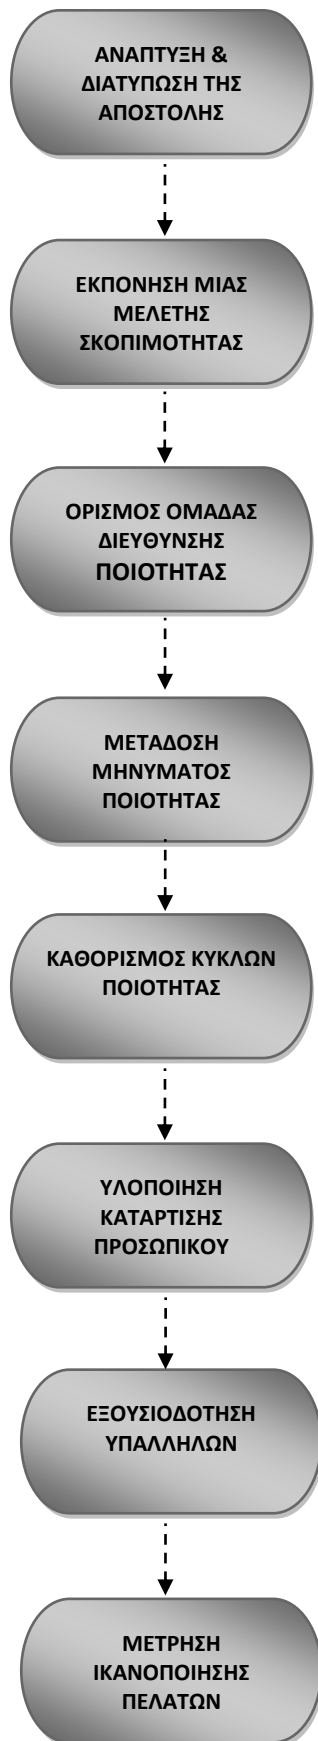 ΑΝΑΠΤΥΞΗ &
ΔΙΑΤΥΠΩΣΗ ΤΗΣ
ΑΠΟΣΤΟΛΗΣ
ΕΚΠΟΝΗΣΗ ΜΙΑΣ
ΜΕΛΕΤΗΣ
ΣΚΟΠΙΜΟΤΗΤΑΣ
ΟΡΙΣΜΟΣ ΟΜΑΔΑΣ
ΔΙΕΥΘΥΝΣΗΣ
ΠΟΙΟΤΗΤΑΣ
ΜΕΤΑΔΟΣΗ
ΜΗΝΥΜΑΤΟΣ
ΠΟΙΟΤΗΤΑΣ
ΚΑΘΟΡΙΣΜΟΣ ΚΥΚΛΩΝ
ΠΟΙΟΤΗΤΑΣ
ΥΛΟΠΟΙΗΣΗ
ΚΑΤΑΡΤΙΣΗΣ
ΠΡΟΣΩΠΙΚΟΥ
ΕΞΟΥΣΙΟΔΟΤΗΣΗ
ΥΠΑΛΛΗΛΩΝ
ΜΕΤΡΗΣΗ
ΙΚΑΝΟΠΟΙΗΣΗΣ
ΠΕΛΑΤΩΝ